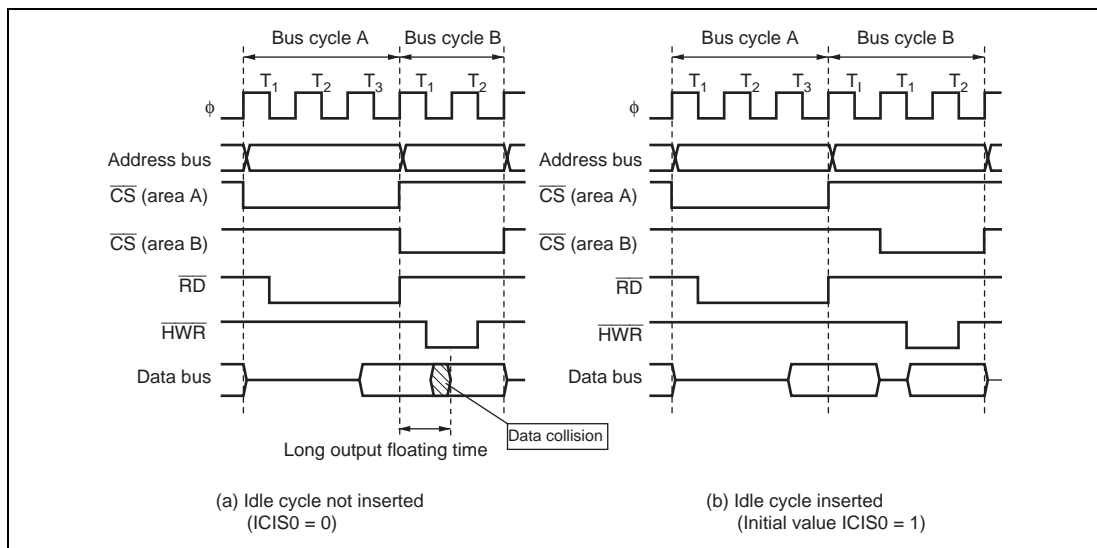 Bus cycle A Bus cycle B
T1 T2 T3 T1 T2
φ
Address bus
CS (area A)
CS (area B)
RD
HWR
Data bus
Data collision
Long output floating time
(a) Idle cycle not inserted
(ICIS0 = 0)
Bus cycle A Bus cycle B
T1 T2 T3 TI T1 T2
φ
Address bus
CS (area A)
CS (area B)
RD
HWR
Data bus
(b) Idle cycle inserted
(Initial value ICIS0 = 1)